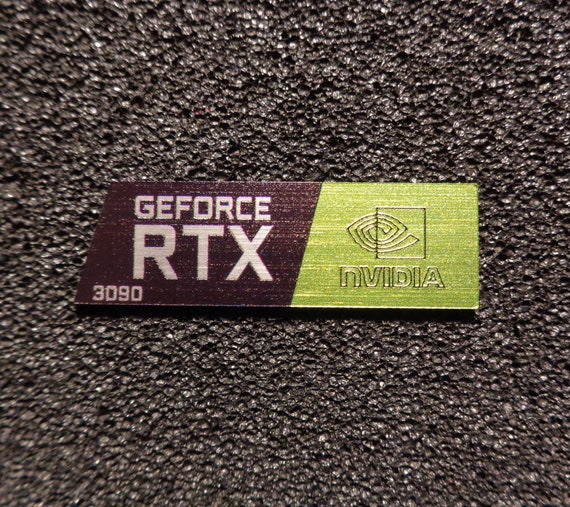 GEFORCE
RTX
3090
nVIDIA